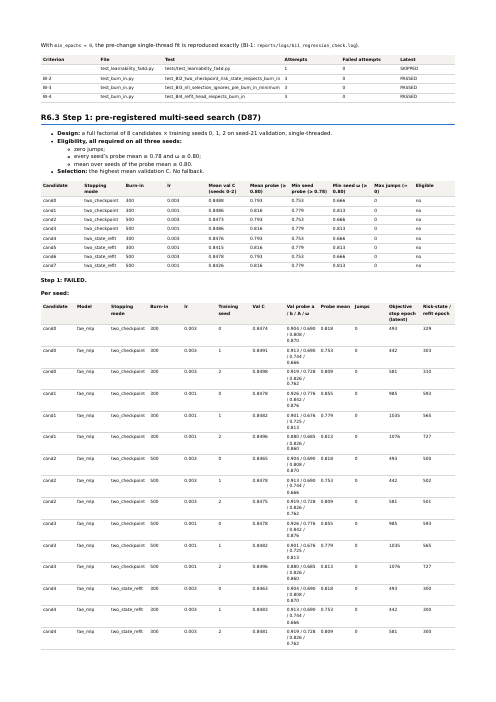 With min_epochs = 0, the pre-change single-thread fit is reproduced exactly (BI-1: reports/logs/bi1_regression_check.log).
Criterion File Test Attempts Failed attempts Latest
test_learnability_fadd.py tests/test_learnability_fadd.py 1 0 SKIPPED
BI-2 test_burn_in.py test_BI2_two_checkpoint_risk_state_respects_burn_in 3 0 PASSED
BI-3 test_burn_in.py test_BI3_nll_selection_ignores_pre_burn_in_minimum 3 0 PASSED
BI-4 test_burn_in.py test_BI4_refit_head_respects_burn_in 3 0 PASSED
R6.3 Step 1: pre-registered multi-seed search (D87)
Design: a full factorial of 8 candidates × training seeds 0, 1, 2 on seed-21 validation, single-threaded.
Eligibility, all required on all three seeds:
zero jumps;
every seed's probe mean ≥ 0.78 and ω ≥ 0.80;
mean over seeds of the probe mean ≥ 0.80.
Selection: the highest mean validation C. No fallback.
Candidate Stopping mode Burn-in lr Mean val C (seeds 0-2) Mean probe (≥ 0.80) Min seed probe (≥ 0.78) Min seed ω (≥ 0.80) Max jumps (= 0) Eligible
cand0 two_checkpoint 300 0.003 0.8488 0.793 0.753 0.666 0 no
cand1 two_checkpoint 300 0.001 0.8486 0.816 0.779 0.813 0 no
cand2 two_checkpoint 500 0.003 0.8473 0.793 0.753 0.666 0 no
cand3 two_checkpoint 500 0.001 0.8486 0.816 0.779 0.813 0 no
cand4 two_state_refit 300 0.003 0.8476 0.793 0.753 0.666 0 no
cand5 two_state_refit 300 0.001 0.8415 0.816 0.779 0.813 0 no
cand6 two_state_refit 500 0.003 0.8478 0.793 0.753 0.666 0 no
cand7 two_state_refit 500 0.001 0.8426 0.816 0.779 0.813 0 no
Step 1: FAILED.
Per seed:
Candidate Model Stopping mode Burn-in lr Training seed Val C Val probe a / b / A / ω Probe mean Jumps Objective stop epoch (latent) Risk-state / refit epoch
cand0 fae_mlp two_checkpoint 300 0.003 0 0.8474 0.904 / 0.690 / 0.808 / 0.870 0.818 0 493 329
cand0 fae_mlp two_checkpoint 300 0.003 1 0.8491 0.913 / 0.690 / 0.744 / 0.666 0.753 0 442 303
cand0 fae_mlp two_checkpoint 300 0.003 2 0.8498 0.919 / 0.728 / 0.826 / 0.762 0.809 0 581 310
cand1 fae_mlp two_checkpoint 300 0.001 0 0.8478 0.926 / 0.776 / 0.842 / 0.876 0.855 0 985 593
cand1 fae_mlp two_checkpoint 300 0.001 1 0.8482 0.901 / 0.676 / 0.725 / 0.813 0.779 0 1035 565
cand1 fae_mlp two_checkpoint 300 0.001 2 0.8496 0.880 / 0.685 / 0.826 / 0.860 0.813 0 1076 727
cand2 fae_mlp two_checkpoint 500 0.003 0 0.8465 0.904 / 0.690 / 0.808 / 0.870 0.818 0 493 500
cand2 fae_mlp two_checkpoint 500 0.003 1 0.8478 0.913 / 0.690 / 0.744 / 0.666 0.753 0 442 502
cand2 fae_mlp two_checkpoint 500 0.003 2 0.8475 0.919 / 0.728 / 0.826 / 0.762 0.809 0 581 501
cand3 fae_mlp two_checkpoint 500 0.001 0 0.8478 0.926 / 0.776 / 0.842 / 0.876 0.855 0 985 593
cand3 fae_mlp two_checkpoint 500 0.001 1 0.8482 0.901 / 0.676 / 0.725 / 0.813 0.779 0 1035 565
cand3 fae_mlp two_checkpoint 500 0.001 2 0.8496 0.880 / 0.685 / 0.826 / 0.860 0.813 0 1076 727
cand4 fae_mlp two_state_refit 300 0.003 0 0.8463 0.904 / 0.690 / 0.808 / 0.870 0.818 0 493 300
cand4 fae_mlp two_state_refit 300 0.003 1 0.8483 0.913 / 0.690 / 0.744 / 0.666 0.753 0 442 300
cand4 fae_mlp two_state_refit 300 0.003 2 0.8481 0.919 / 0.728 / 0.826 / 0.762 0.809 0 581 300